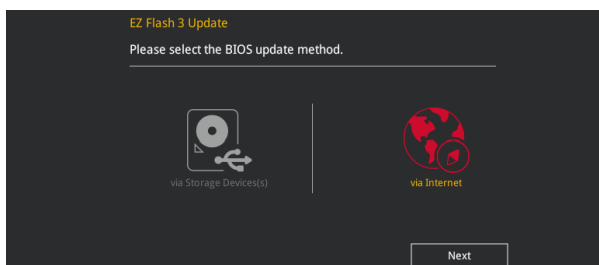 EZ Flash 3 Update
Please select the BIOS update method.
via Storage Devices(s)
via Internet
Next